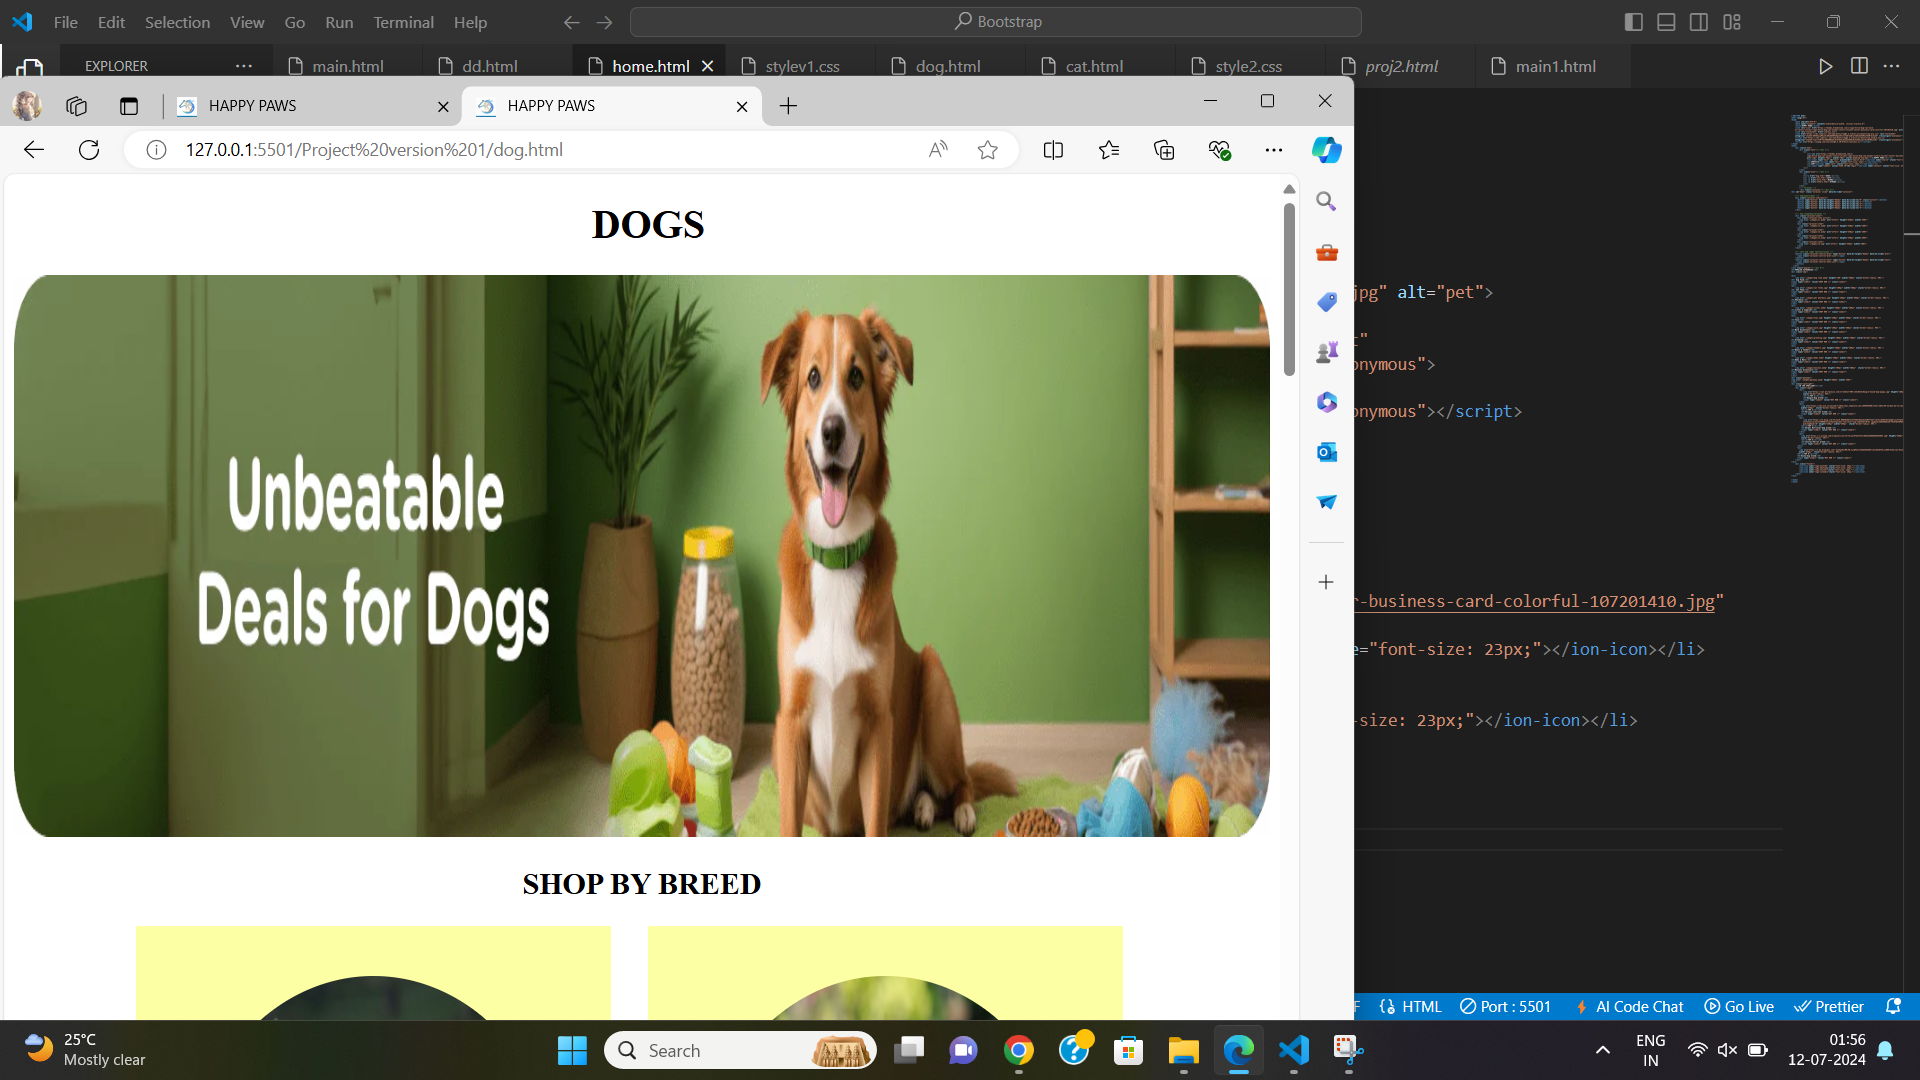 File Edit Selection View Go Run Terminal Help
Bootstrap
EXPLORER ... main.html dd.html home.html stylev1.css dog.html cat.html style2.css proj2.html main1.html
HAPPY PAWS
HAPPY PAWS
127.0.0.1:5501/Project%20version%201/dog.html
DOGS
Unbeatable
Deals for Dogs
SHOP BY BREED
jpg" alt="pet">
onymous">
onymous"></script>
r-business-card-colorful-107201410.jpg"
e="font-size: 23px;"></ion-icon></li>
-size: 23px;"></ion-icon></li>
F HTML Port : 5501 AI Code Chat Go Live Prettier
25°C
Mostly clear
Search
ENG
IN
01:56
12-07-2024